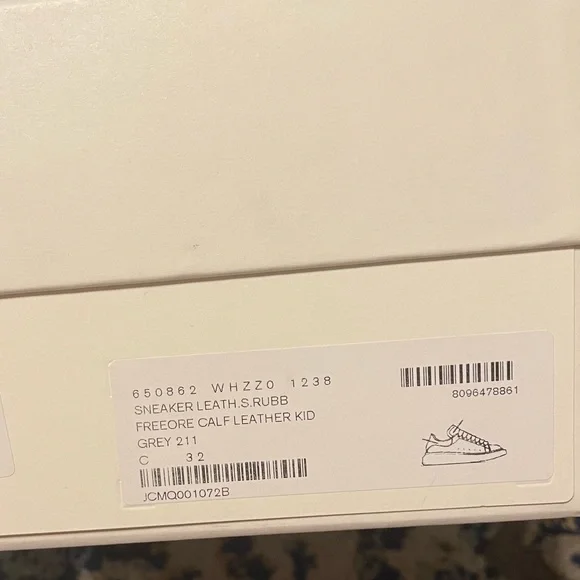 650862 WHZZ0 1238
SNEAKER LEATH.S.RUBB
FREEORE CALF LEATHER KID
GREY 211
C 32
JCMQ001072B
8096478861